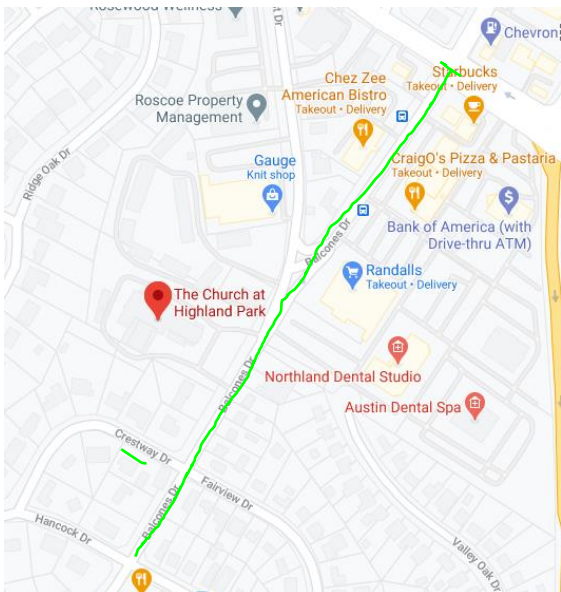 Rosewood Wellness
nt Dr
Chevron
Starbucks
Takeout • Delivery
Chez Zee
American Bistro
Takeout • Delivery
Roscoe Property
Management
CraigO's Pizza & Pastaria
Takeout • Delivery
Gauge
Knit shop
Ridge Oak Dr
Bank of America (with
Drive-thru ATM)
Balcones Dr
Randalls
Takeout • Delivery
The Church at
Highland Park
Northland Dental Studio
Balcones Dr
Austin Dental Spa
Crestway Dr
Fairview Dr
Balcones Dr
Hancock Dr
Valley Oak Dr